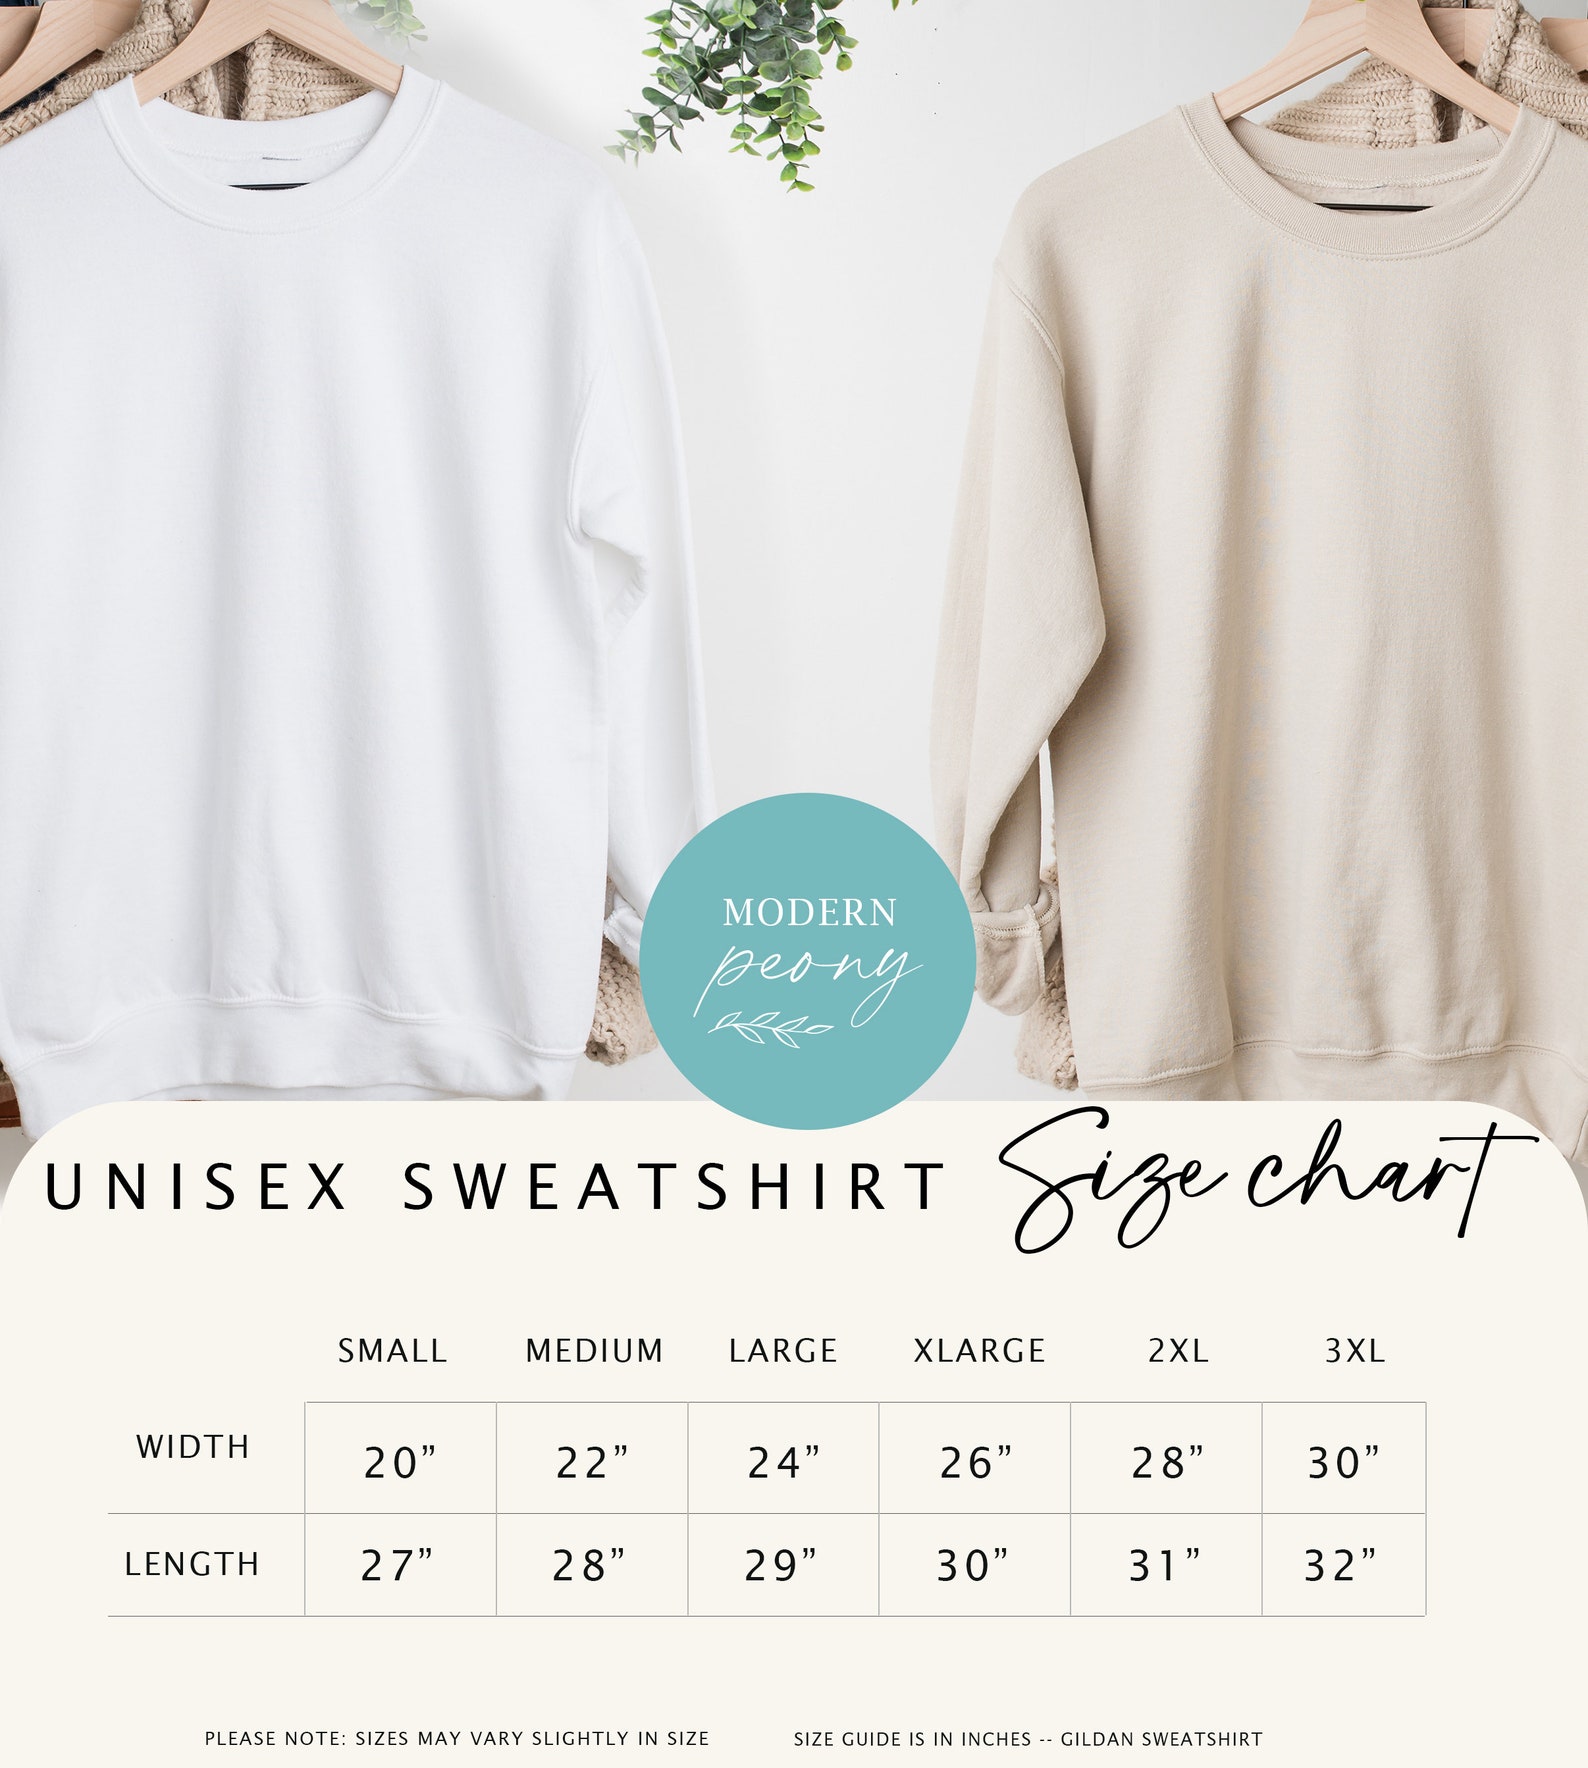 MODERN
peony
UNISEX SWEATSHIRT Size chart
SMALL MEDIUM LARGE XLARGE 2XL 3XL
WIDTH 20” 22” 24” 26” 28” 30”
LENGTH 27” 28” 29” 30” 31” 32”
PLEASE NOTE: SIZES MAY VARY SLIGHTLY IN SIZE SIZE GUIDE IS IN INCHES -- GILDAN SWEATSHIRT